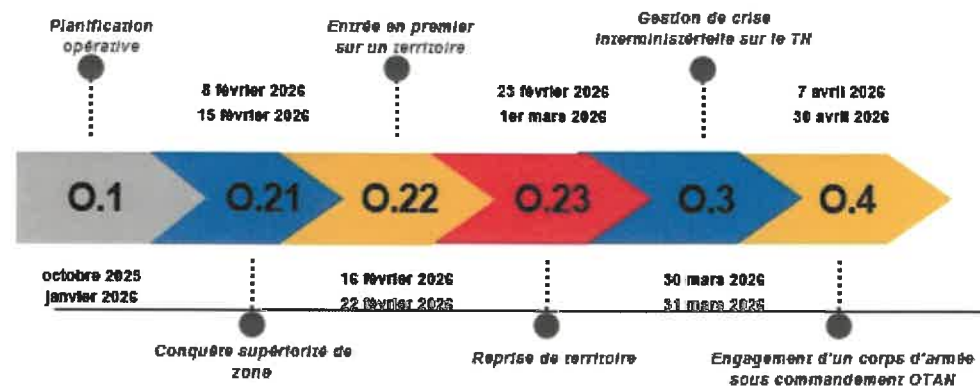 Planification
opérative
Entrée en premier
sur un territoire
Gestion de crise
interministérielle sur le TN
8 février 2026
15 février 2026
23 février 2026
1er mars 2026
7 avril 2026
30 avril 2026
O.1
O.21
O.22
O.23
O.3
O.4
octobre 2025
janvier 2026
16 février 2026
22 février 2026
30 mars 2026
31 mars 2026
Conquête supériorité de
zone
Reprise de territoire
Engagement d'un corps d'armée
sous commandement OTAN